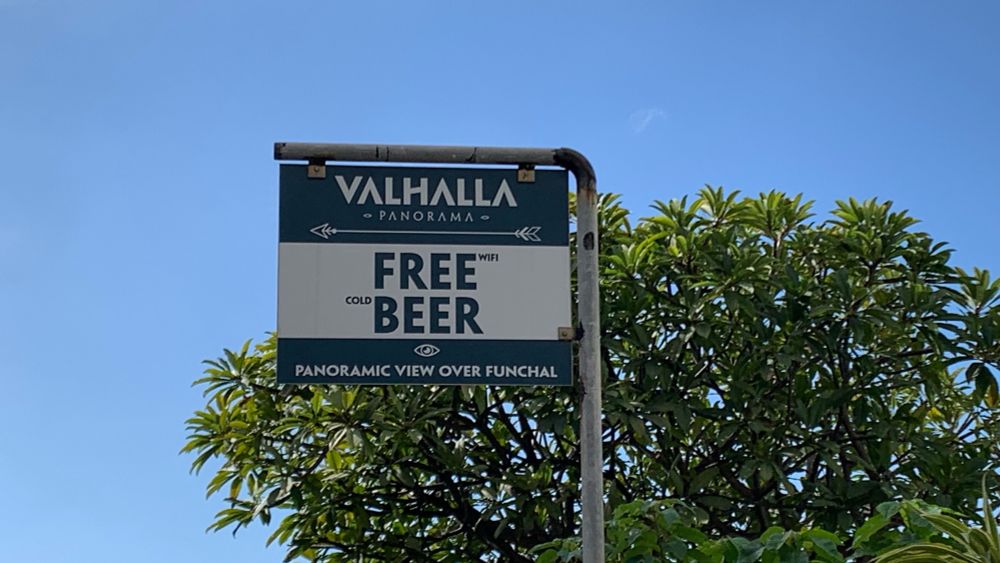 VALHALLA
PANORAMA
FREE WIFI
COLD BEER
PANORAMIC VIEW OVER FUNCHAL